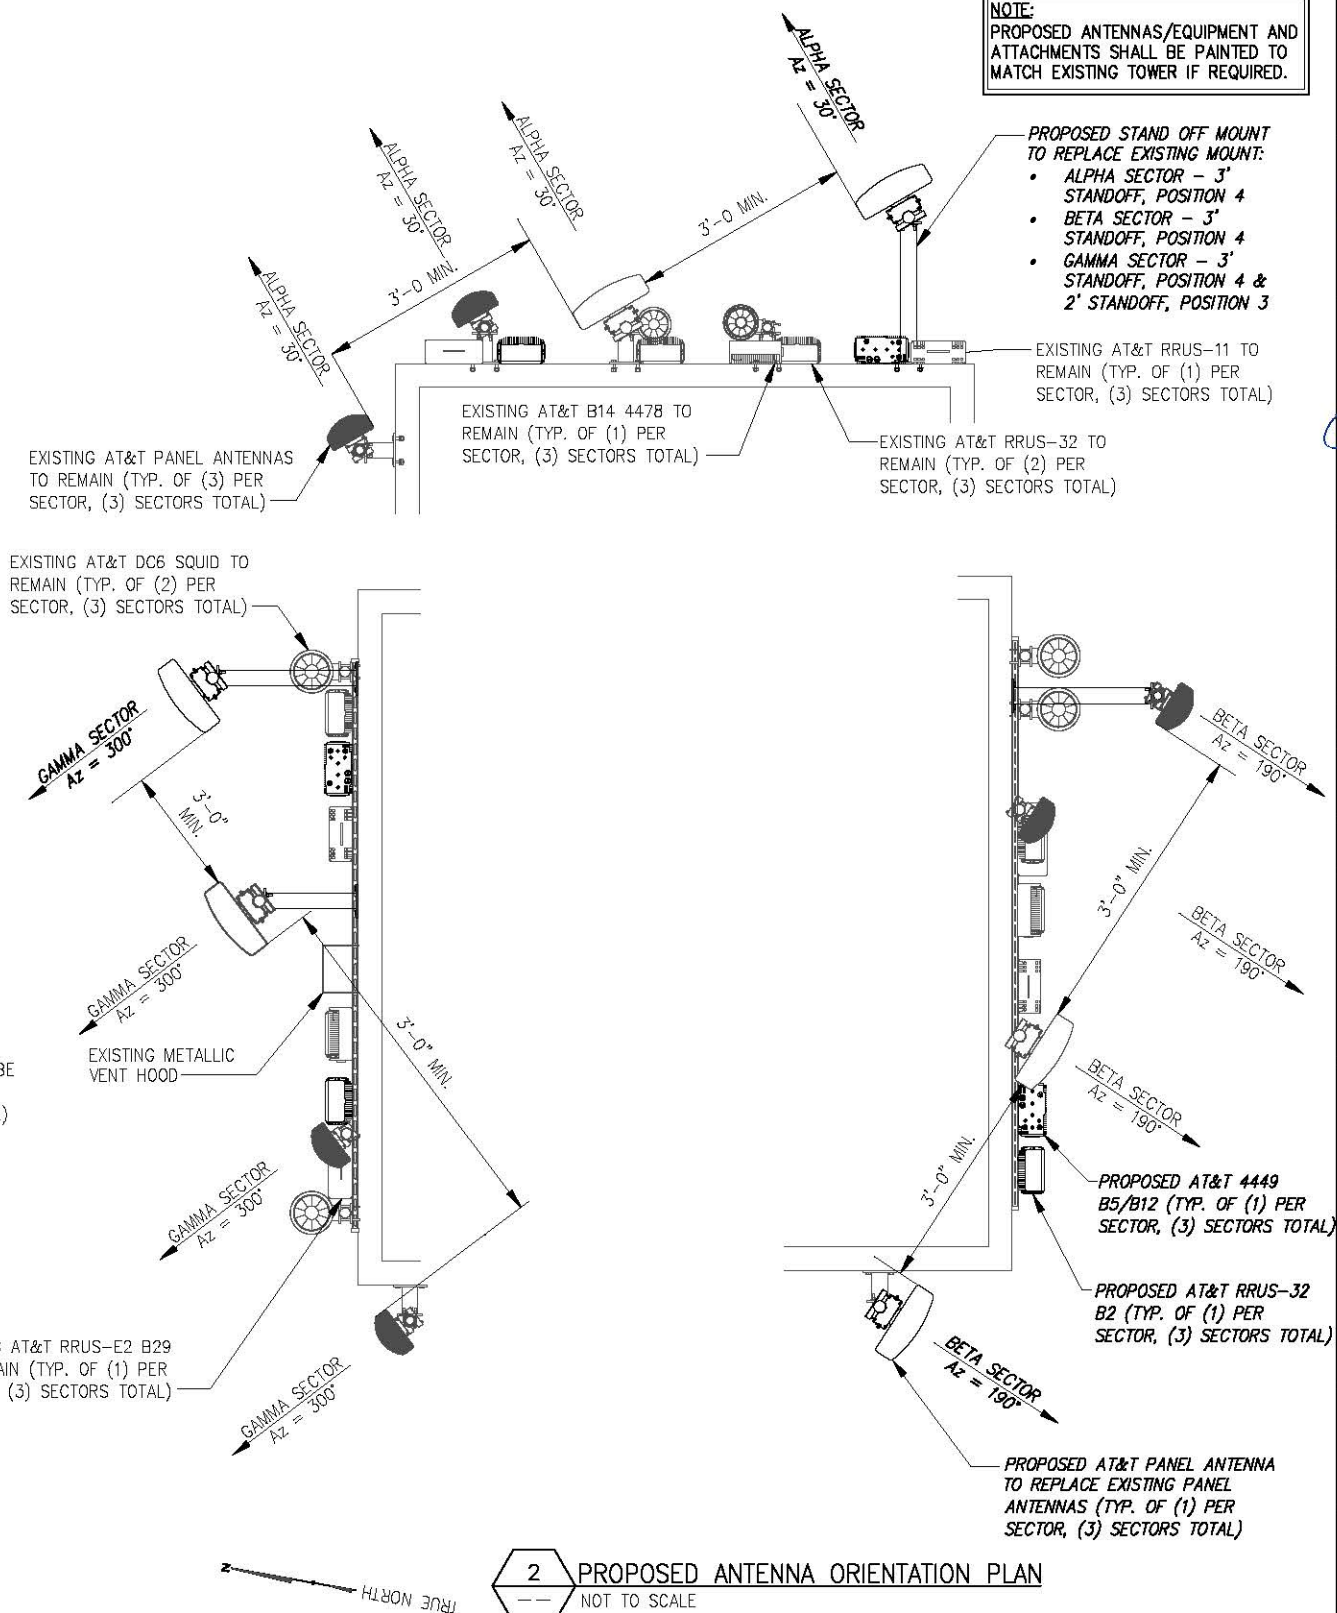 NOTE:
PROPOSED ANTENNAS/EQUIPMENT AND
ATTACHMENTS SHALL BE PAINTED TO
MATCH EXISTING TOWER IF REQUIRED.
ALPHA SECTOR
Az = 30°
ALPHA SECTOR
Az = 30°
ALPHA SECTOR
Az = 30°
ALPHA SECTOR
Az = 30°
3'-0 MIN.
3'-0 MIN.
PROPOSED STAND OFF MOUNT
TO REPLACE EXISTING MOUNT:
• ALPHA SECTOR – 3'
STANDOFF, POSITION 4
• BETA SECTOR – 3'
STANDOFF, POSITION 4
• GAMMA SECTOR – 3'
STANDOFF, POSITION 4 &
2' STANDOFF, POSITION 3
EXISTING AT&T RRUS-11 TO
REMAIN (TYP. OF (1) PER
SECTOR, (3) SECTORS TOTAL)
EXISTING AT&T B14 4478 TO
REMAIN (TYP. OF (1) PER
SECTOR, (3) SECTORS TOTAL)
EXISTING AT&T RRUS-32 TO
REMAIN (TYP. OF (2) PER
SECTOR, (3) SECTORS TOTAL)
EXISTING AT&T PANEL ANTENNAS
TO REMAIN (TYP. OF (3) PER
SECTOR, (3) SECTORS TOTAL)
EXISTING AT&T DC6 SQUID TO
REMAIN (TYP. OF (2) PER
SECTOR, (3) SECTORS TOTAL)
GAMMA SECTOR
Az = 300°
3'-0"
MIN.
GAMMA SECTOR
Az = 300°
EXISTING METALLIC
VENT HOOD
3'-0" MIN.
BE
)
GAMMA SECTOR
Az = 300°
AT&T RRUS-E2 B29
AIN (TYP. OF (1) PER
(3) SECTORS TOTAL)
GAMMA SECTOR
Az = 300°
BETA SECTOR
Az = 190°
3'-0" MIN.
BETA SECTOR
Az = 190°
BETA SECTOR
Az = 190°
3'-0" MIN.
PROPOSED AT&T 4449
B5/B12 (TYP. OF (1) PER
SECTOR, (3) SECTORS TOTAL)
PROPOSED AT&T RRUS-32
B2 (TYP. OF (1) PER
SECTOR, (3) SECTORS TOTAL)
BETA SECTOR
Az = 190°
PROPOSED AT&T PANEL ANTENNA
TO REPLACE EXISTING PANEL
ANTENNAS (TYP. OF (1) PER
SECTOR, (3) SECTORS TOTAL)
N
TRUE NORTH
2
PROPOSED ANTENNA ORIENTATION PLAN
NOT TO SCALE